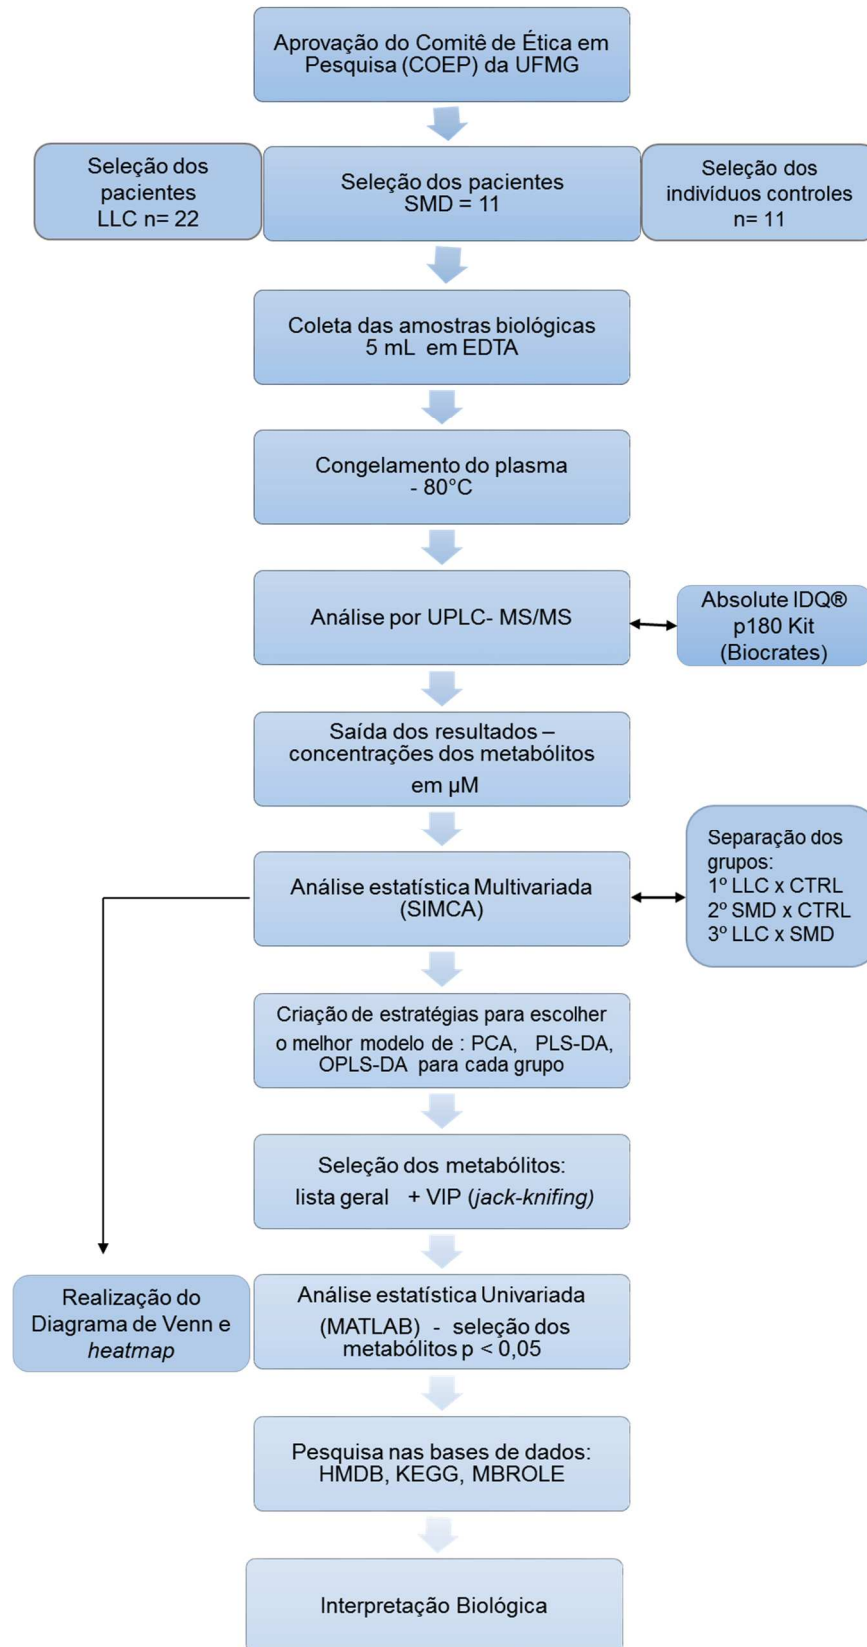 Aprovação do Comitê de Ética em
Pesquisa (COEP) da UFMG
Seleção dos
pacientes
LLC n= 22
Seleção dos pacientes
SMD = 11
Seleção dos
indivíduos controles
n= 11
Coleta das amostras biológicas
5 mL em EDTA
Congelamento do plasma
- 80°C
Análise por UPLC- MS/MS
Absolute IDQ®
p180 Kit
(Biocrates)
Saída dos resultados –
concentrações dos metabólitos
em µM
Análise estatística Multivariada
(SIMCA)
Separação dos
grupos:
1º LLC x CTRL
2º SMD x CTRL
3º LLC x SMD
Criação de estratégias para escolher
o melhor modelo de : PCA, PLS-DA,
OPLS-DA para cada grupo
Seleção dos metabólitos:
lista geral + VIP (jack-knifing)
Realização do
Diagrama de Venn e
heatmap
Análise estatística Univariada
(MATLAB) - seleção dos
metabólitos p < 0,05
Pesquisa nas bases de dados:
HMDB, KEGG, MBROLE
Interpretação Biológica